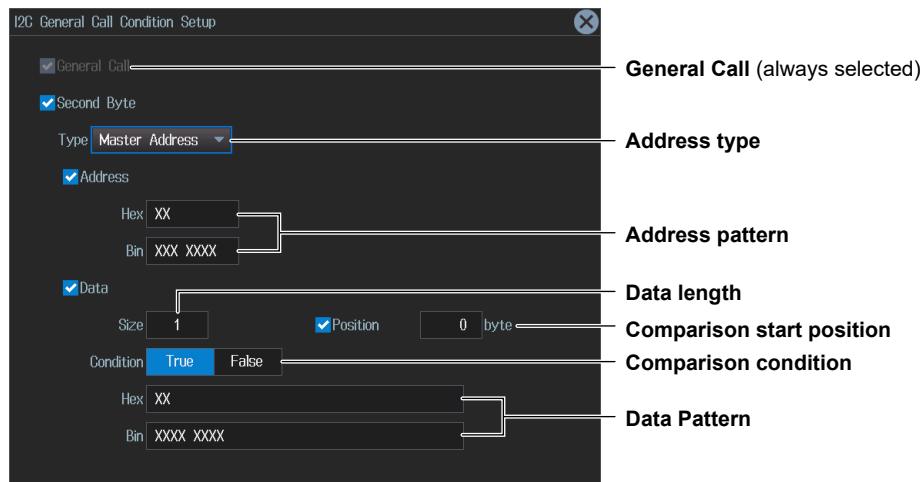 I2C General Call Condition Setup
General Call
General Call (always selected)
Second Byte
Type Master Address
Address type
Address
Hex XX
Bin XXX XXXX
Address pattern
Data
Data length
Size 1 Position 0 byte
Comparison start position
Condition True False
Comparison condition
Hex XX
Bin XXXX XXXX
Data Pattern